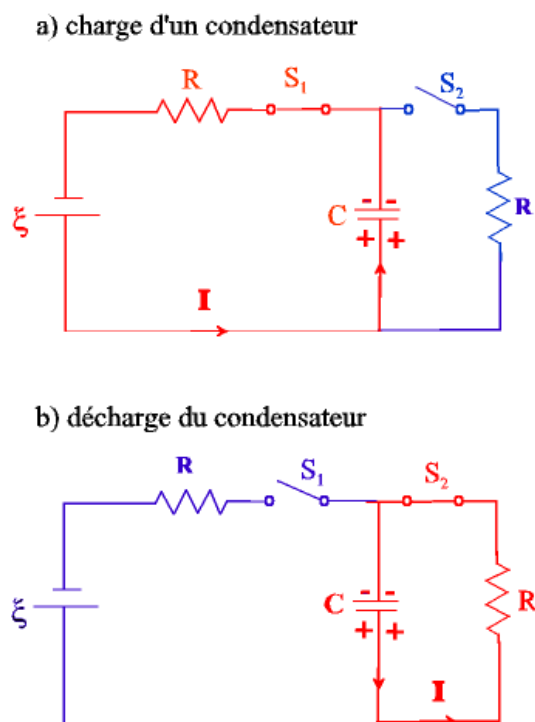 a) charge d'un condensateur
R S₁ S₂
ξ C - - R
+ +
I
b) décharge du condensateur
R S₁ S₂
ξ C - - R
+ +
I